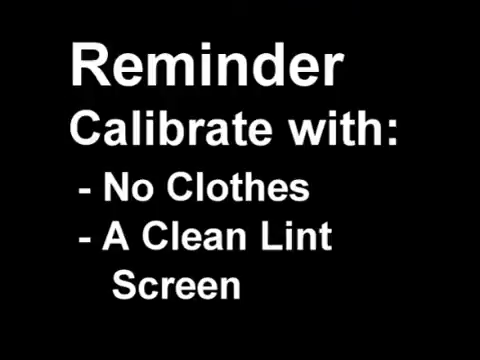 Reminder
Calibrate with:
- No Clothes
- A Clean Lint
Screen